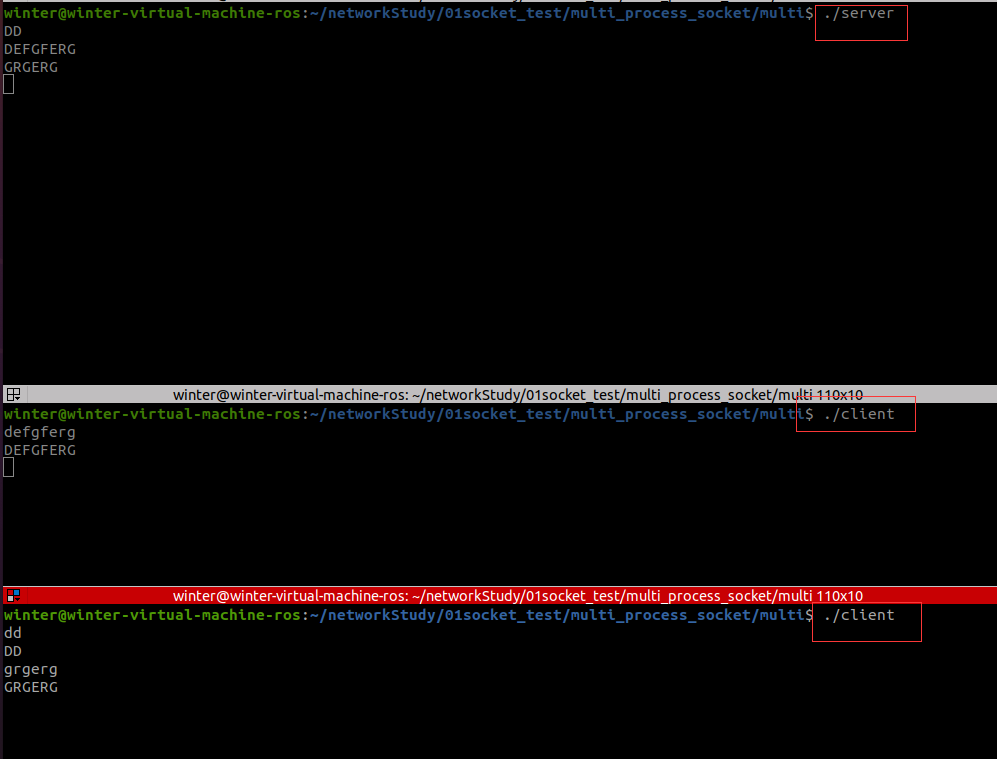 winter@winter-virtual-machine-ros:~/networkStudy/01socket_test/multi_process_socket/multi$ ./server
DD
DEFGFERG
GRGERG
winter@winter-virtual-machine-ros: ~/networkStudy/01socket_test/multi_process_socket/multi 110x10
winter@winter-virtual-machine-ros:~/networkStudy/01socket_test/multi_process_socket/multi$ ./client
defgferg
DEFGFERG
winter@winter-virtual-machine-ros: ~/networkStudy/01socket_test/multi_process_socket/multi 110x10
winter@winter-virtual-machine-ros:~/networkStudy/01socket_test/multi_process_socket/multi$ ./client
dd
DD
grgerg
GRGERG